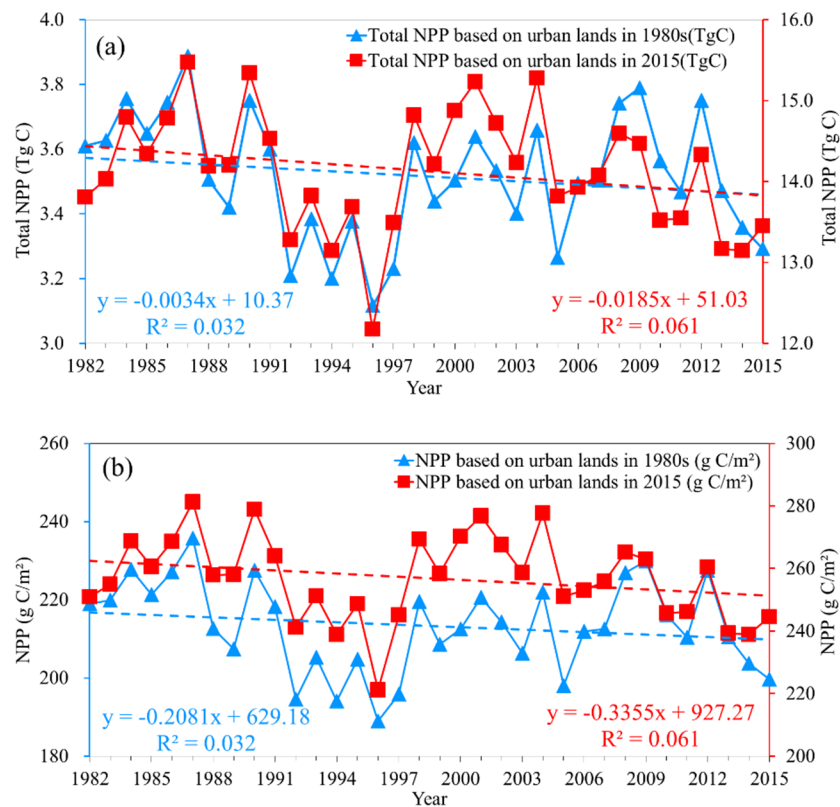 (a)
Total NPP based on urban lands in 1980s(TgC)
Total NPP based on urban lands in 2015(TgC)
Total NPP (Tg C)
4.0
3.8
3.6
3.4
3.2
3.0
16.0
15.0
14.0
13.0
12.0
Total NPP (Tg C)
y = -0.0034x + 10.37
R² = 0.032
y = -0.0185x + 51.03
R² = 0.061
1982 1985 1988 1991 1994 1997 2000 2003 2006 2009 2012 2015
Year
(b)
NPP based on urban lands in 1980s (g C/m²)
NPP based on urban lands in 2015 (g C/m²)
NPP (g C/m²)
260
240
220
200
180
300
280
260
240
220
200
NPP (g C/m²)
y = -0.2081x + 629.18
R² = 0.032
y = -0.3355x + 927.27
R² = 0.061
1982 1985 1988 1991 1994 1997 2000 2003 2006 2009 2012 2015
Year